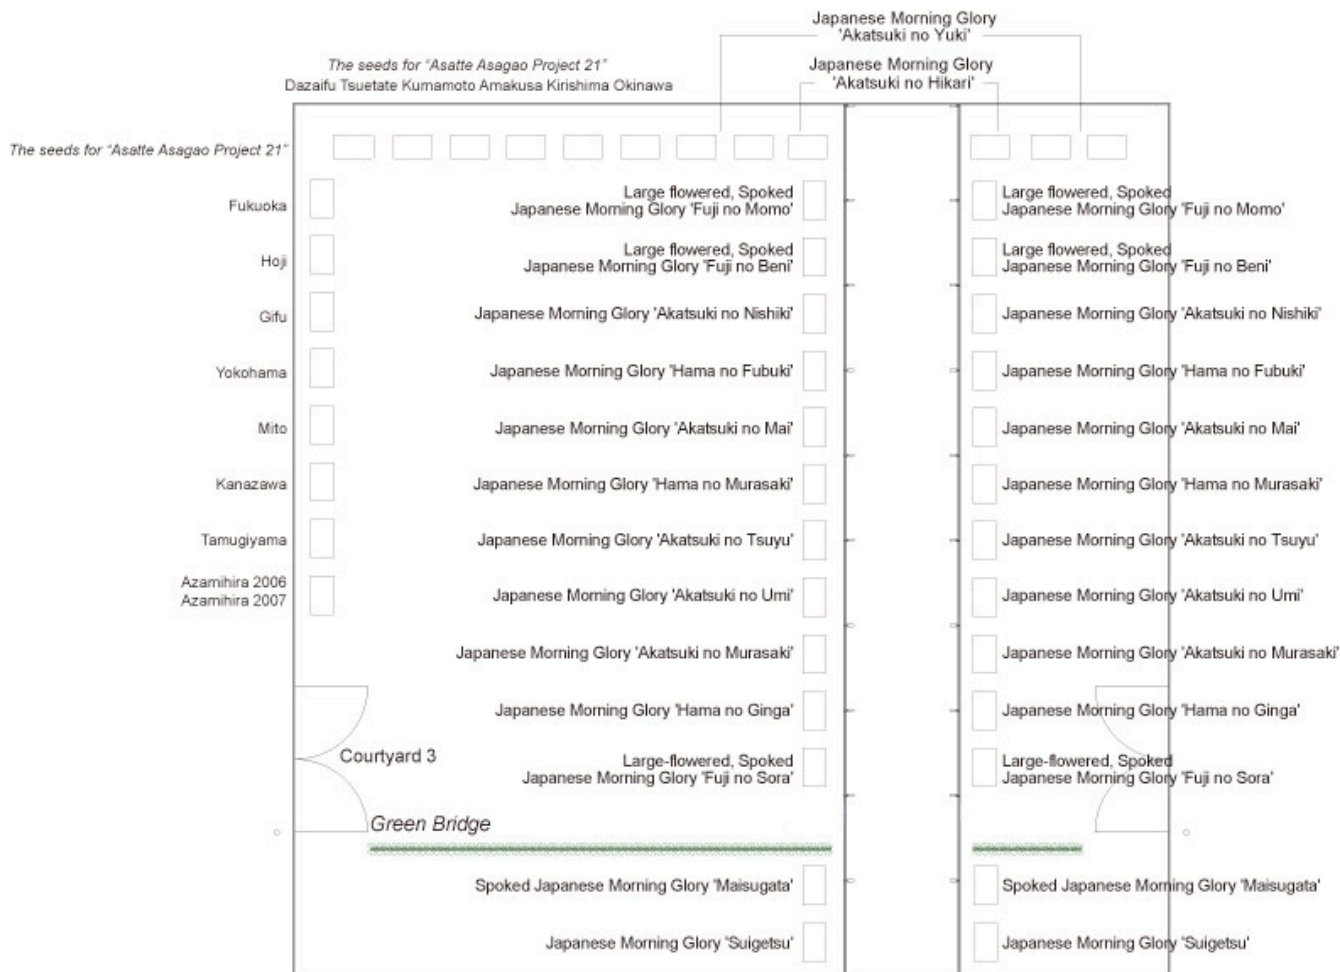 Japanese Morning Glory
'Akatsuki no Yuki'
The seeds for "Asatte Asagao Project 21"
Dazaifu Tsuetate Kumamoto Amakusa Kirishima Okinawa
Japanese Morning Glory
'Akatsuki no Hikari'
The seeds for "Asatte Asagao Project 21"
Fukuoka
Hoji
Gifu
Yokohama
Mito
Kanazawa
Tamugiyama
Azamihira 2006
Azamihira 2007
Large flowered, Spoked
Japanese Morning Glory 'Fuji no Momo'
Large flowered, Spoked
Japanese Morning Glory 'Fuji no Beni'
Japanese Morning Glory 'Akatsuki no Nishiki'
Japanese Morning Glory 'Hama no Fubuki'
Japanese Morning Glory 'Akatsuki no Mai'
Japanese Morning Glory 'Hama no Murasaki'
Japanese Morning Glory 'Akatsuki no Tsuyu'
Japanese Morning Glory 'Akatsuki no Umi'
Japanese Morning Glory 'Akatsuki no Murasaki'
Japanese Morning Glory 'Hama no Ginga'
Large-flowered, Spoked
Japanese Morning Glory 'Fuji no Sora'
Large flowered, Spoked
Japanese Morning Glory 'Fuji no Momo'
Large flowered, Spoked
Japanese Morning Glory 'Fuji no Beni'
Japanese Morning Glory 'Akatsuki no Nishiki'
Japanese Morning Glory 'Hama no Fubuki'
Japanese Morning Glory 'Akatsuki no Mai'
Japanese Morning Glory 'Hama no Murasaki'
Japanese Morning Glory 'Akatsuki no Tsuyu'
Japanese Morning Glory 'Akatsuki no Umi'
Japanese Morning Glory 'Akatsuki no Murasaki'
Japanese Morning Glory 'Hama no Ginga'
Large-flowered, Spoked
Japanese Morning Glory 'Fuji no Sora'
Courtyard 3
Green Bridge
Spoked Japanese Morning Glory 'Maisugata'
Japanese Morning Glory 'Suigetsu'
Spoked Japanese Morning Glory 'Maisugata'
Japanese Morning Glory 'Suigetsu'